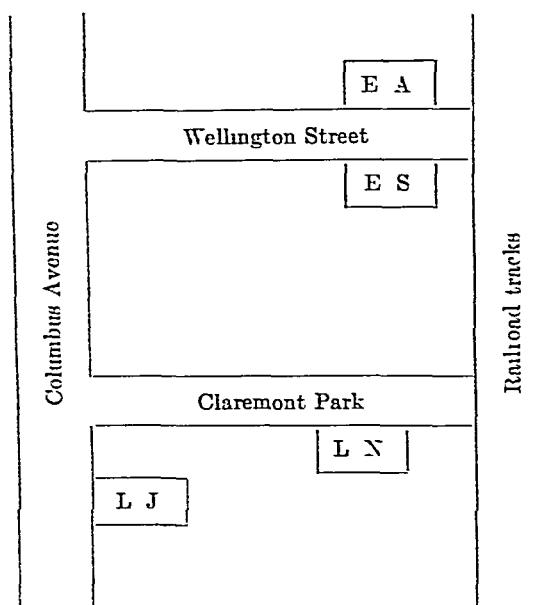 E A
Wellington Street
E S
Columbus Avenue
Railroad tracks
Claremont Park
L N
L J